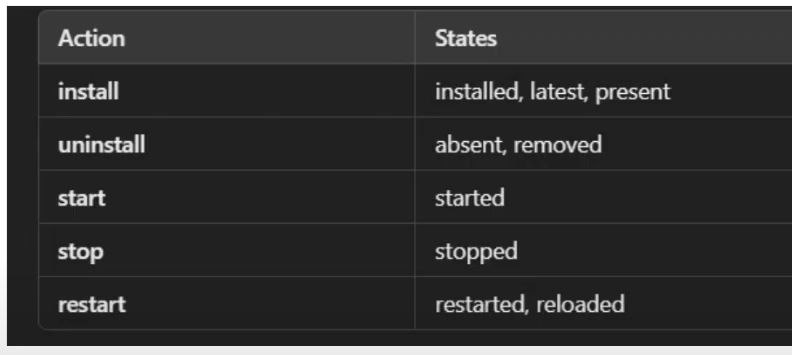 Action States
install installed, latest, present
uninstall absent, removed
start started
stop stopped
restart restarted, reloaded